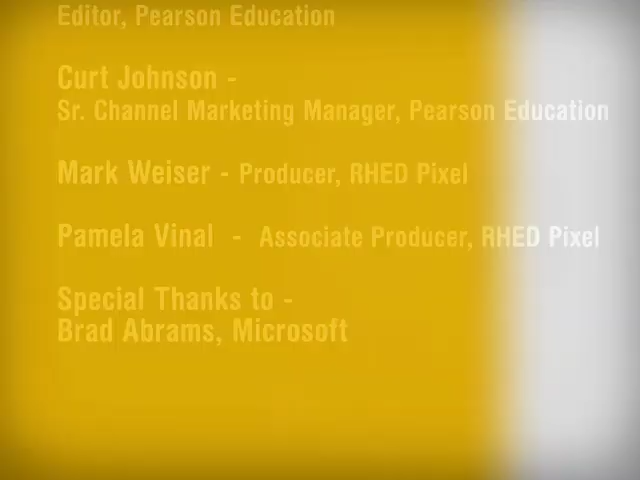 Editor, Pearson Education
Curt Johnson -
Sr. Channel Marketing Manager, Pearson Education
Mark Weiser - Producer, RHED Pixel
Pamela Vinal - Associate Producer, RHED Pixel
Special Thanks to -
Brad Abrams, Microsoft